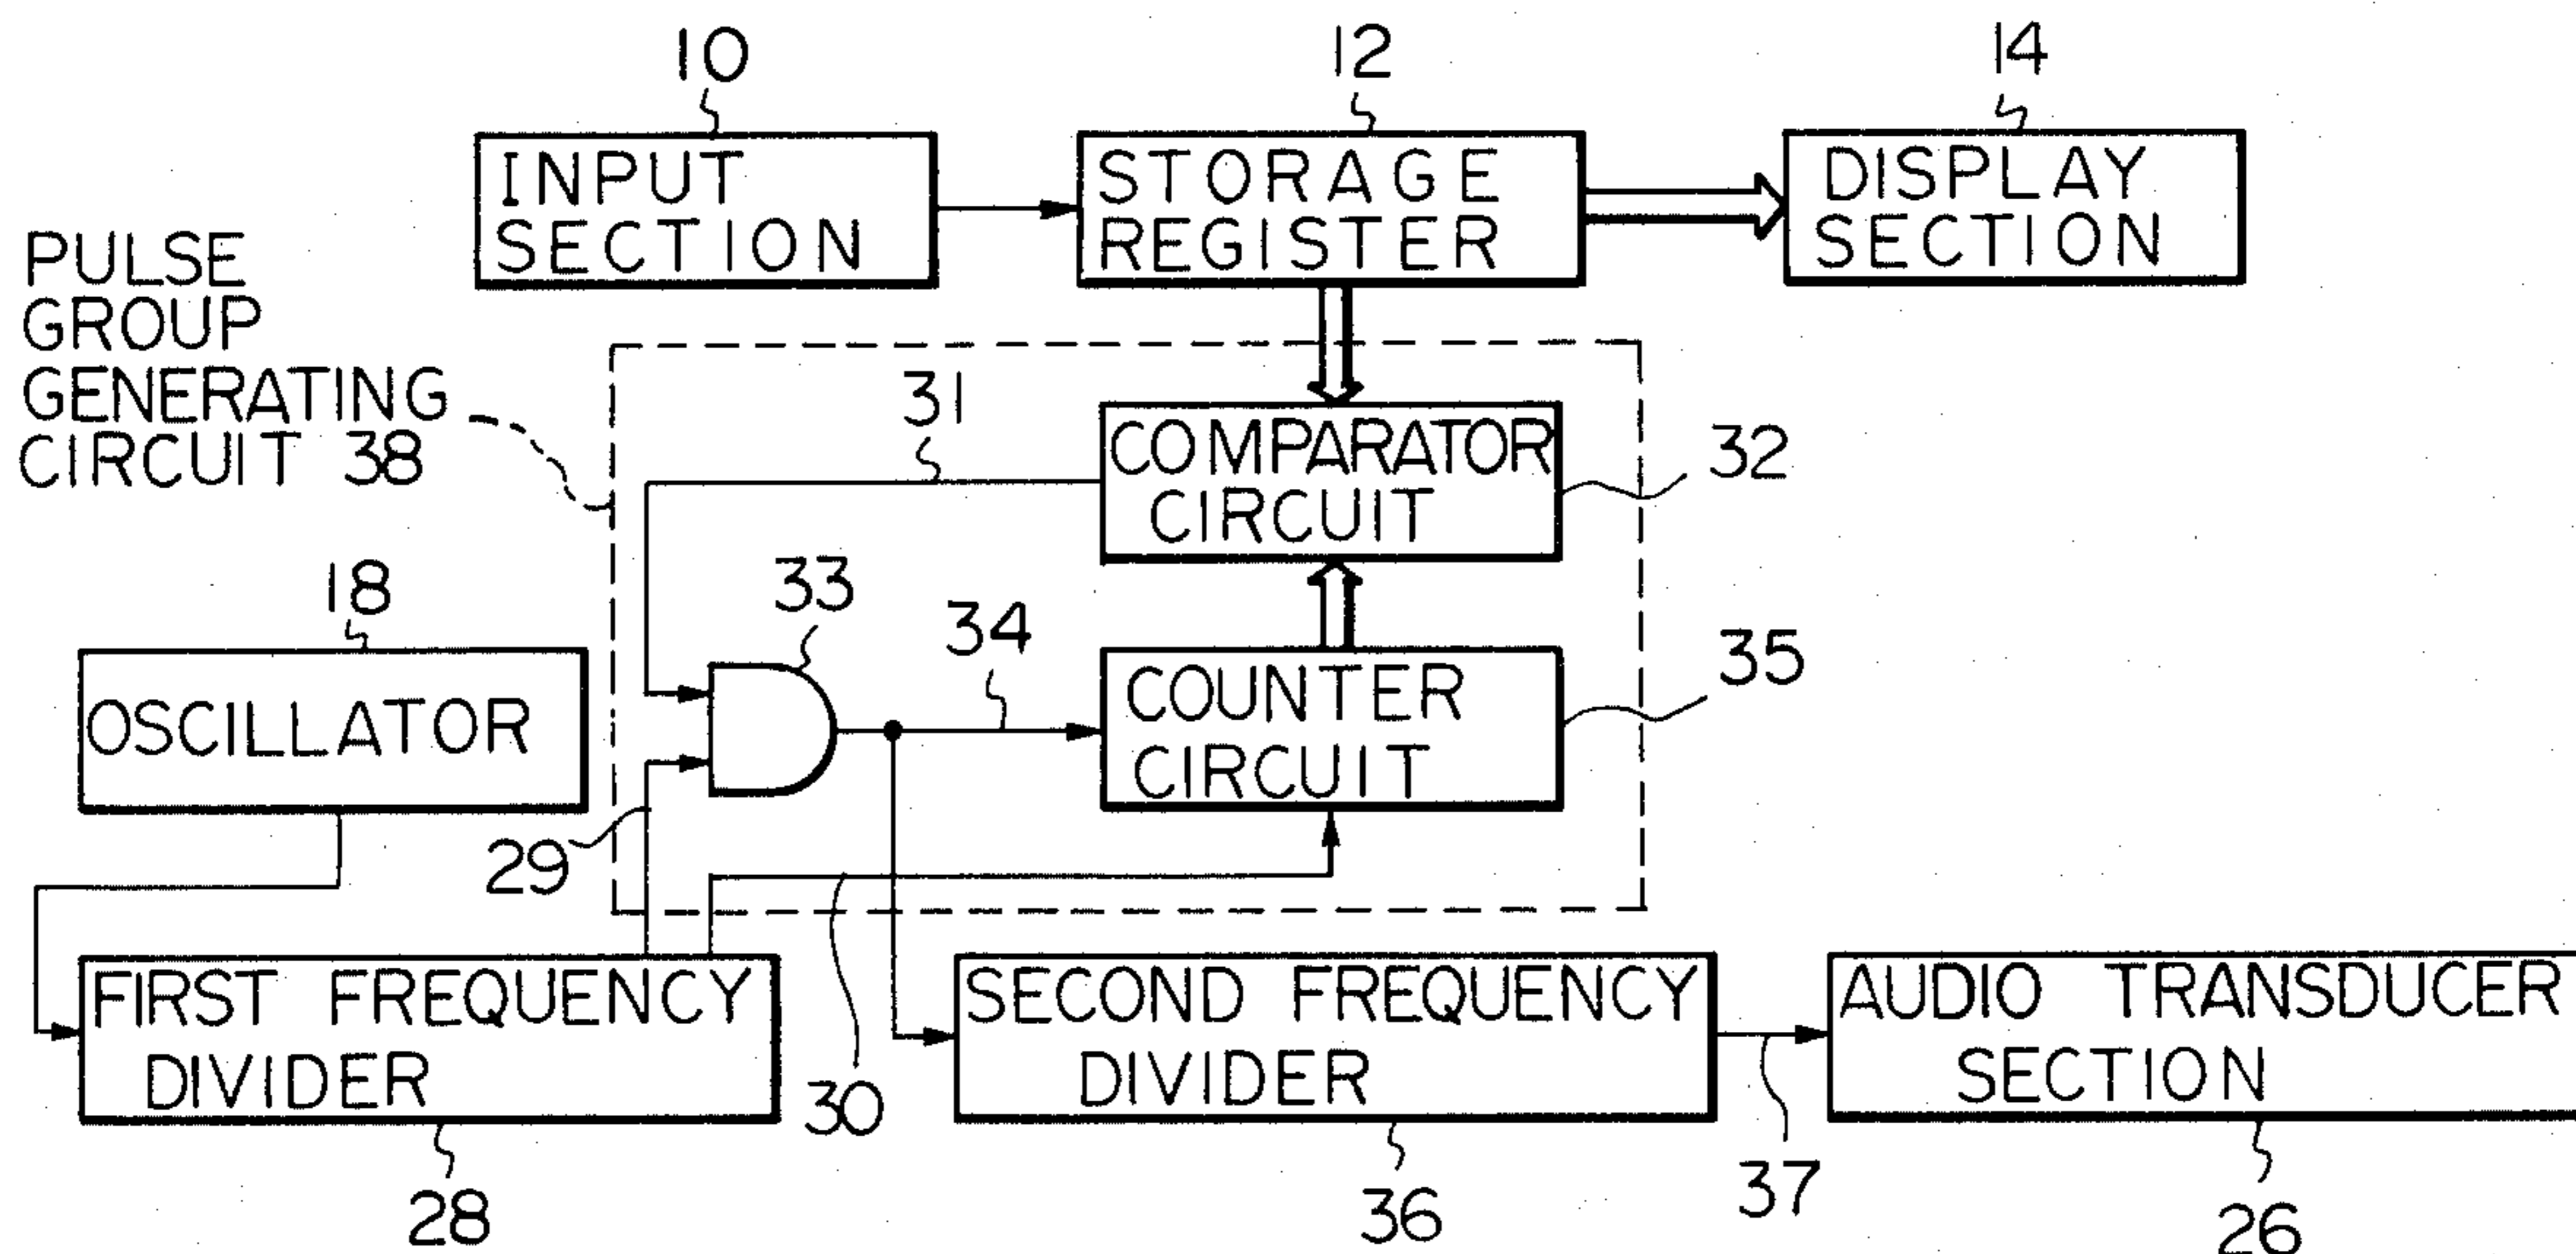 10
12
14
INPUT
SECTION
STORAGE
REGISTER
DISPLAY
SECTION
PULSE
GROUP
GENERATING
CIRCUIT 38
31
COMPARATOR
CIRCUIT
32
18
OSCILLATOR
33
34
COUNTER
CIRCUIT
35
29
30
FIRST FREQUENCY
DIVIDER
28
SECOND FREQUENCY
DIVIDER
36
37
AUDIO TRANSDUCER
SECTION
26